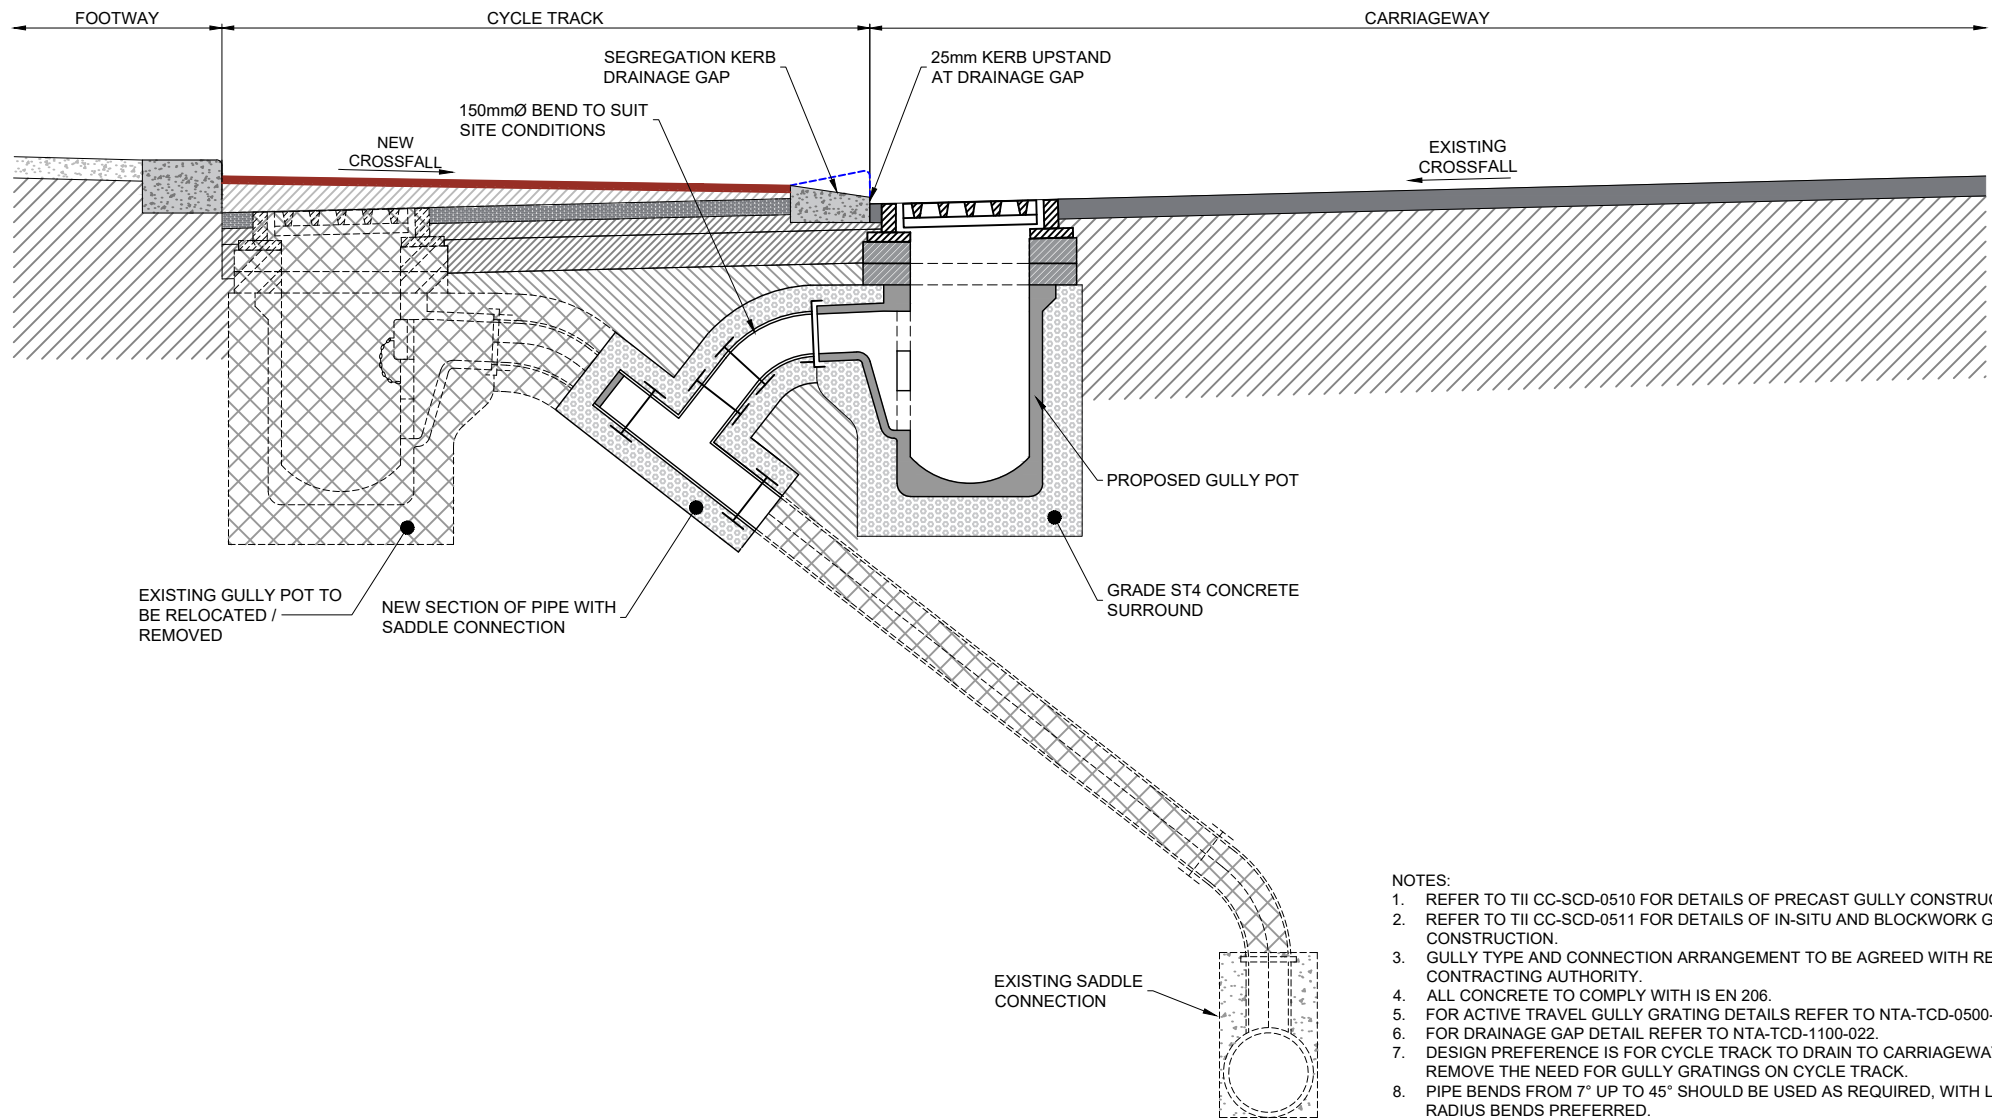 FOOTWAY
CYCLE TRACK
CARRIAGEWAY
SEGREGATION KERB
DRAINAGE GAP
25mm KERB UPSTAND
AT DRAINAGE GAP
150mmØ BEND TO SUIT
SITE CONDITIONS
NEW
CROSSFALL
EXISTING
CROSSFALL
PROPOSED GULLY POT
EXISTING GULLY POT TO
BE RELOCATED /
REMOVED
NEW SECTION OF PIPE WITH
SADDLE CONNECTION
GRADE ST4 CONCRETE
SURROUND
EXISTING SADDLE
CONNECTION
NOTES:
1. REFER TO TII CC-SCD-0510 FOR DETAILS OF PRECAST GULLY
2. REFER TO TII CC-SCD-0511 FOR DETAILS OF IN-SITU AND BLOCKWORK
CONSTRUCTION.
3. GULLY TYPE AND CONNECTION ARRANGEMENT TO BE AGREED WITH
CONTRACTING AUTHORITY.
4. ALL CONCRETE TO COMPLY WITH IS EN 206.
5. FOR ACTIVE TRAVEL GULLY GRATING DETAILS REFER TO NTA-TCD-0500-
6. FOR DRAINAGE GAP DETAIL REFER TO NTA-TCD-1100-022.
7. DESIGN PREFERENCE IS FOR CYCLE TRACK TO DRAIN TO
REMOVE THE NEED FOR GULLY GRATINGS ON CYCLE TRACK.
8. PIPE BENDS FROM 7° UP TO 45° SHOULD BE USED AS REQUIRED, WITH
RADIUS BENDS PREFERRED.